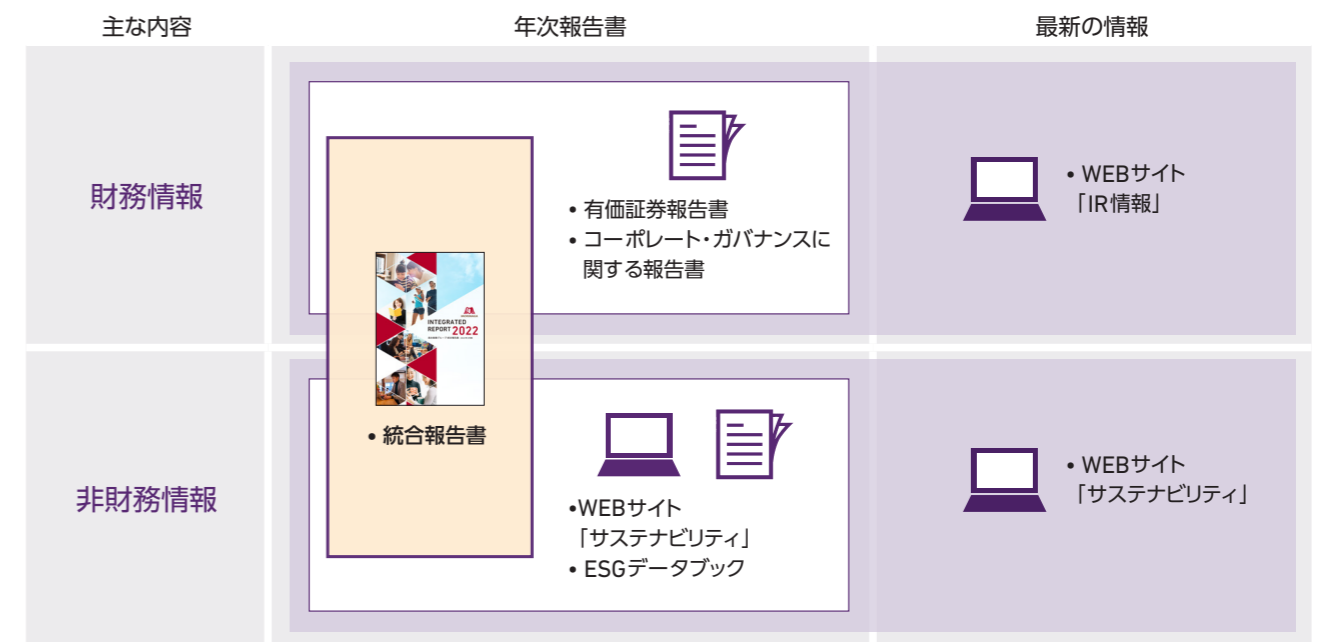 主な内容
年次報告書
最新の情報
財務情報
• 有価証券報告書
• コーポレート・ガバナンスに
関する報告書
• WEBサイト
「IR情報」
INTEGRATED
REPORT 2022
• 統合報告書
非財務情報
•WEBサイト
「サステナビリティ」
• ESGデータブック
• WEBサイト
「サステナビリティ」